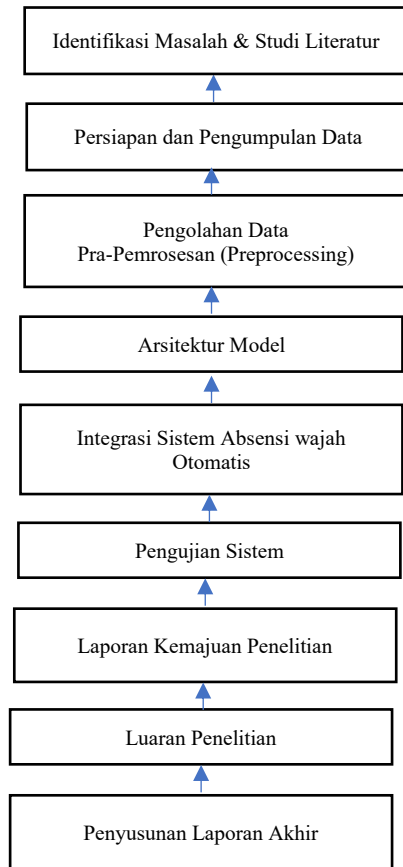 Identifikasi Masalah & Studi Literatur
Persiapan dan Pengumpulan Data
Pengolahan Data
Pra-Pemrosesan (Preprocessing)
Arsitektur Model
Integrasi Sistem Absensi wajah
Otomatis
Pengujian Sistem
Laporan Kemajuan Penelitian
Luaran Penelitian
Penyusunan Laporan Akhir